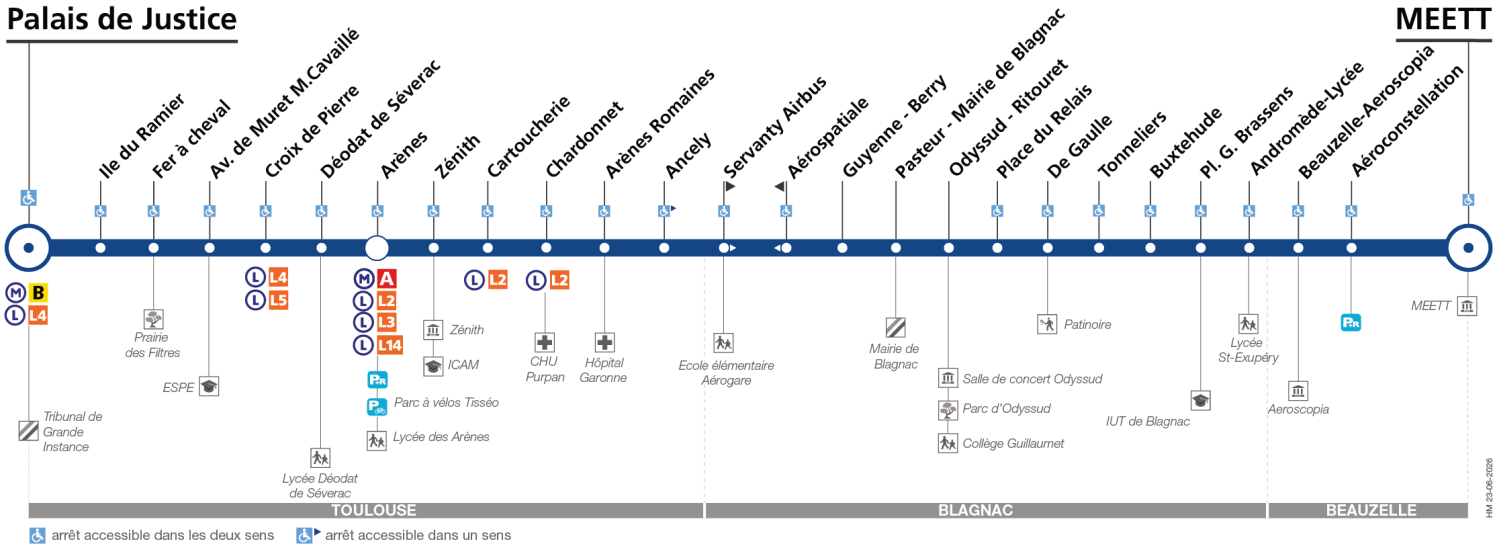 Palais de Justice
MEETT
Ile du Ramier
Fer à cheval
Av. de Muret M.Cavaillé
Croix de Pierre
Déodat de Séverac
Arènes
Zénith
Cartoucherie
Chardonnet
Arènes Romaines
Ancely
Servanty Airbus
Aérospatiale
Guyenne - Berry
Pasteur - Mairie de Blagnac
Odyssud - Ritouret
Place du Relais
De Gaulle
Tonneliers
Buxtehude
Pl. G. Brassens
Andromède-Lycée
Beauzelle-Aeroscopia
Aéroconstellation
M B
L L4
L L4
L L5
M A
L L2
L L3
L L14
L L2
L L2
P+R
Parc à vélos Tisséo
Lycée des Arènes
Tribunal de
Grande
Instance
Prairie
des Filtres
ESPE
Lycée Déodat
de Séverac
Zénith
ICAM
CHU
Purpan
Hôpital
Garonne
Ecole élémentaire
Aérogare
Mairie de
Blagnac
Salle de concert Odyssud
Parc d'Odyssud
Collège Guillaumet
Patinoire
IUT de Blagnac
Lycée
St-Exupéry
Aeroscopia
P+R
MEETT
TOULOUSE
BLAGNAC
BEAUZELLE
arrêt accessible dans les deux sens
arrêt accessible dans un sens
HM 23-06-2026